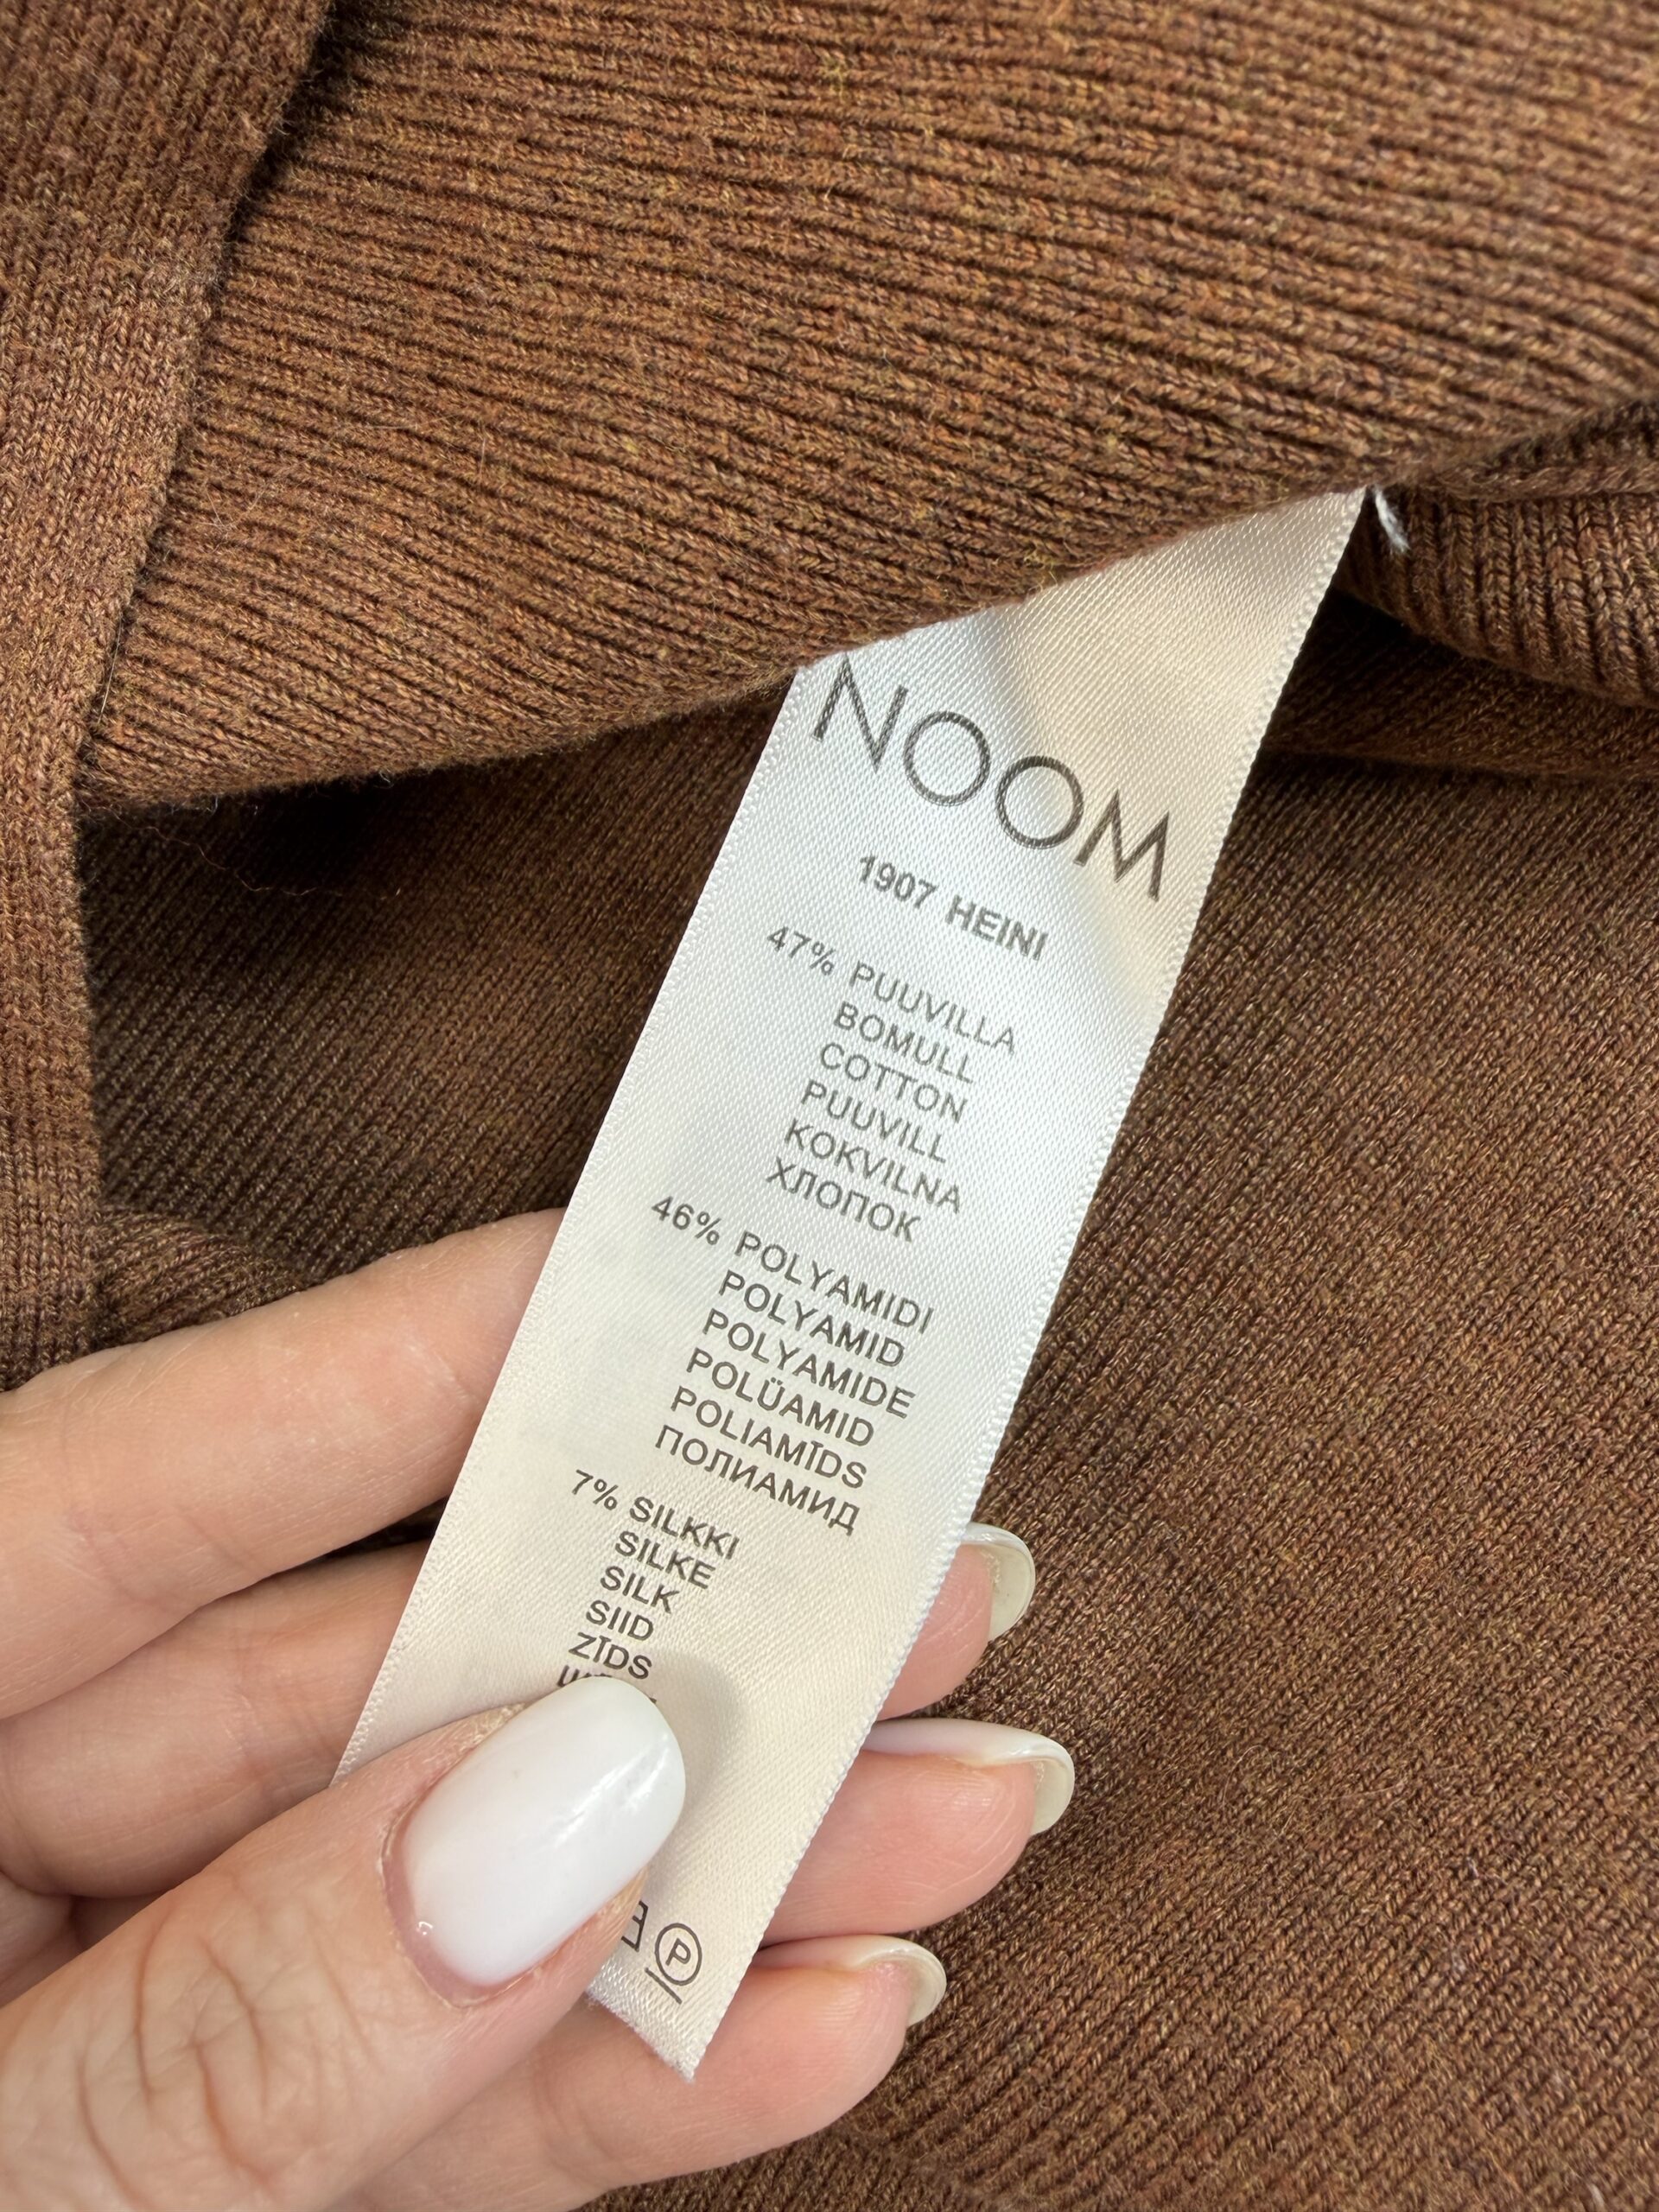 NOOM
1907 HEINI
47% PUUVILLA
BOMULL
COTTON
PUUVILL
KOKVILNA
ХЛОПОК
46% POLYAMIDI
POLYAMID
POLYAMIDE
POLÜAMID
POLIAMĪDS
ПОЛИАМИД
7% SILKKI
SILKE
SILK
SIID
ZĪDS
P